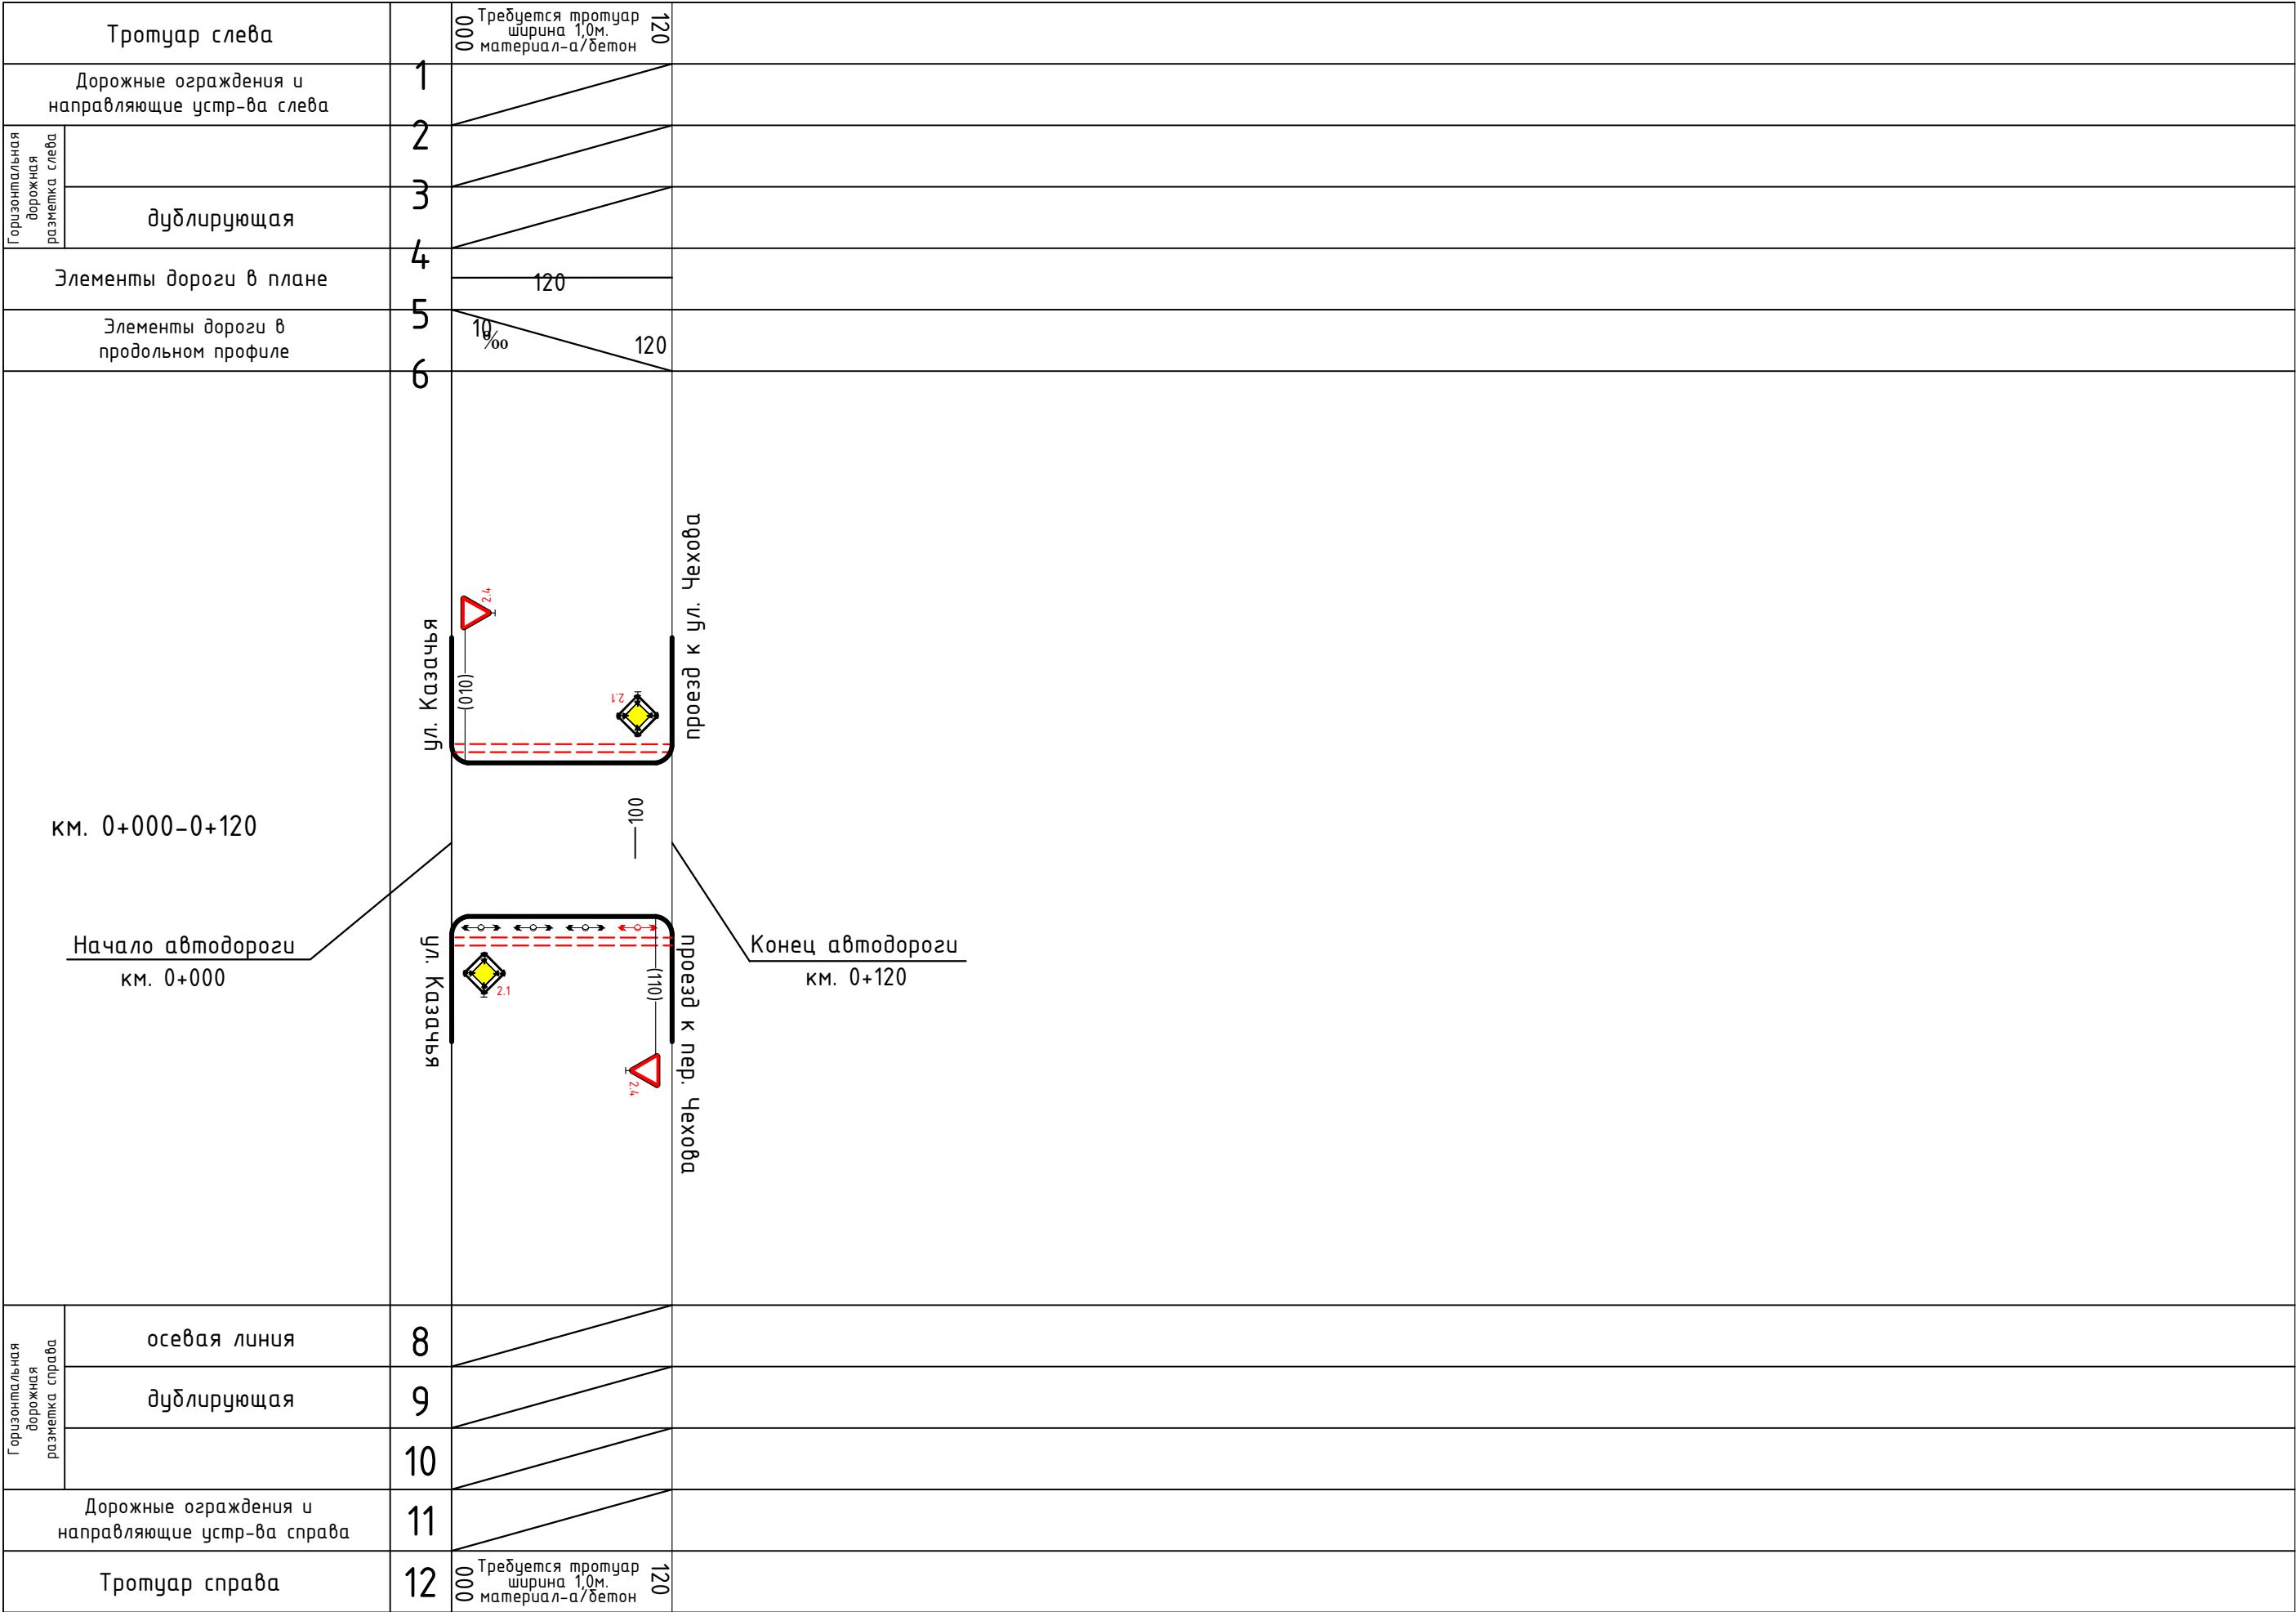 Тротуар слева
000
Требуется тротуар
ширина 1,0м.
материал-а/бетон
120
1
Дорожные ограждения и
направляющие устр-ва слева
2
Горизонтальная
дорожная
разметка слева
3
дублирующая
4
Элементы дороги в плане
120
5
Элементы дороги в
продольном профиле
10
‰
120
6
ул. Казачья
2.4
(010)
2.1
проезд к ул. Чехова
км. 0+000-0+120
100
Начало автодороги
км. 0+000
ул. Казачья
2.1
(110)
2.4
проезд к пер. Чехова
Конец автодороги
км. 0+120
Горизонтальная
дорожная
разметка справа
осевая линия
8
дублирующая
9
10
Дорожные ограждения и
направляющие устр-ва справа
11
Тротуар справа
12
000
Требуется тротуар
ширина 1,0м.
материал-а/бетон
120